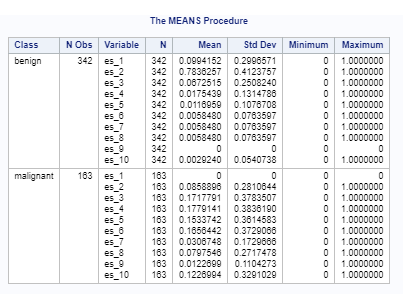 The MEANS Procedure
Class N Obs Variable N Mean Std Dev Minimum Maximum
benign 342 es_1 342 0.0994152 0.2996571 0 1.0000000
es_2 342 0.7836257 0.4123757 0 1.0000000
es_3 342 0.0672515 0.2508240 0 1.0000000
es_4 342 0.0175439 0.1314786 0 1.0000000
es_5 342 0.0116959 0.1076708 0 1.0000000
es_6 342 0.0058480 0.0763597 0 1.0000000
es_7 342 0.0058480 0.0763597 0 1.0000000
es_8 342 0.0058480 0.0763597 0 1.0000000
es_9 342 0 0 0 0
es_10 342 0.0029240 0.0540738 0 1.0000000
malignant 163 es_1 163 0 0 0 0
es_2 163 0.0858896 0.2810644 0 1.0000000
es_3 163 0.1717791 0.3783507 0 1.0000000
es_4 163 0.1779141 0.3836190 0 1.0000000
es_5 163 0.1533742 0.3614583 0 1.0000000
es_6 163 0.1656442 0.3729066 0 1.0000000
es_7 163 0.0306748 0.1729666 0 1.0000000
es_8 163 0.0797546 0.2717478 0 1.0000000
es_9 163 0.0122699 0.1104273 0 1.0000000
es_10 163 0.1226994 0.3291029 0 1.0000000